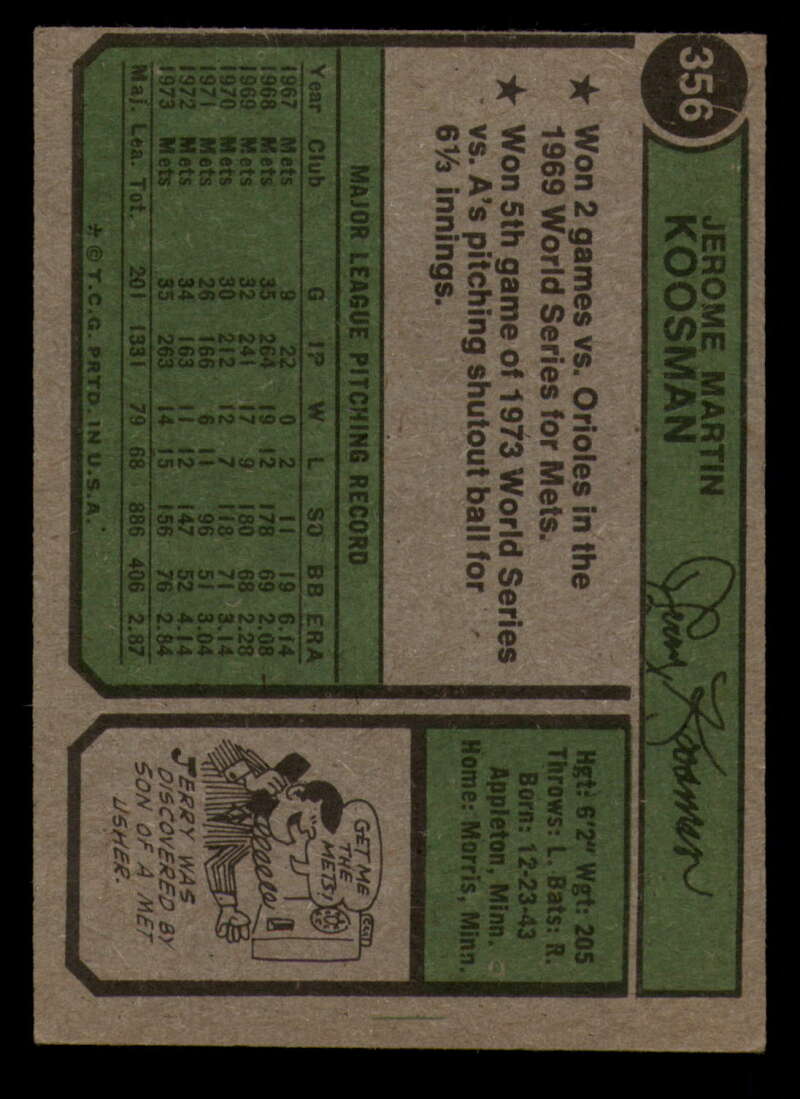 356
JEROME MARTIN
KOOSMAN
Jerry Koosman
★ Won 2 games vs. Orioles in the
1969 World Series for Mets.
★ Won 5th game of 1973 World Series
vs. A's pitching shutout ball for
6⅓ innings.
Hgt: 6'2" Wgt: 205
Throws: L. Bats: R.
Born: 12-23-43
Appleton, Minn.
Home: Morris, Minn.
MAJOR LEAGUE PITCHING RECORD
Year Club G IP W L SO BB ERA
1967 Mets 9 22 0 2 11 19 6.14
1968 Mets 35 264 19 12 178 69 2.08
1969 Mets 32 241 17 9 180 68 2.28
1970 Mets 30 212 12 7 118 71 3.14
1971 Mets 26 166 6 11 96 51 3.04
1972 Mets 34 163 11 12 147 52 4.14
1973 Mets 35 263 14 15 156 76 2.84
Maj. Lea. Tot. 201 1331 79 68 886 406 2.87
* © T.C.G. PRTD. IN U.S.A.
GET ME
THE
METS!
JERRY WAS
DISCOVERED BY
SON OF A MET
USHER.